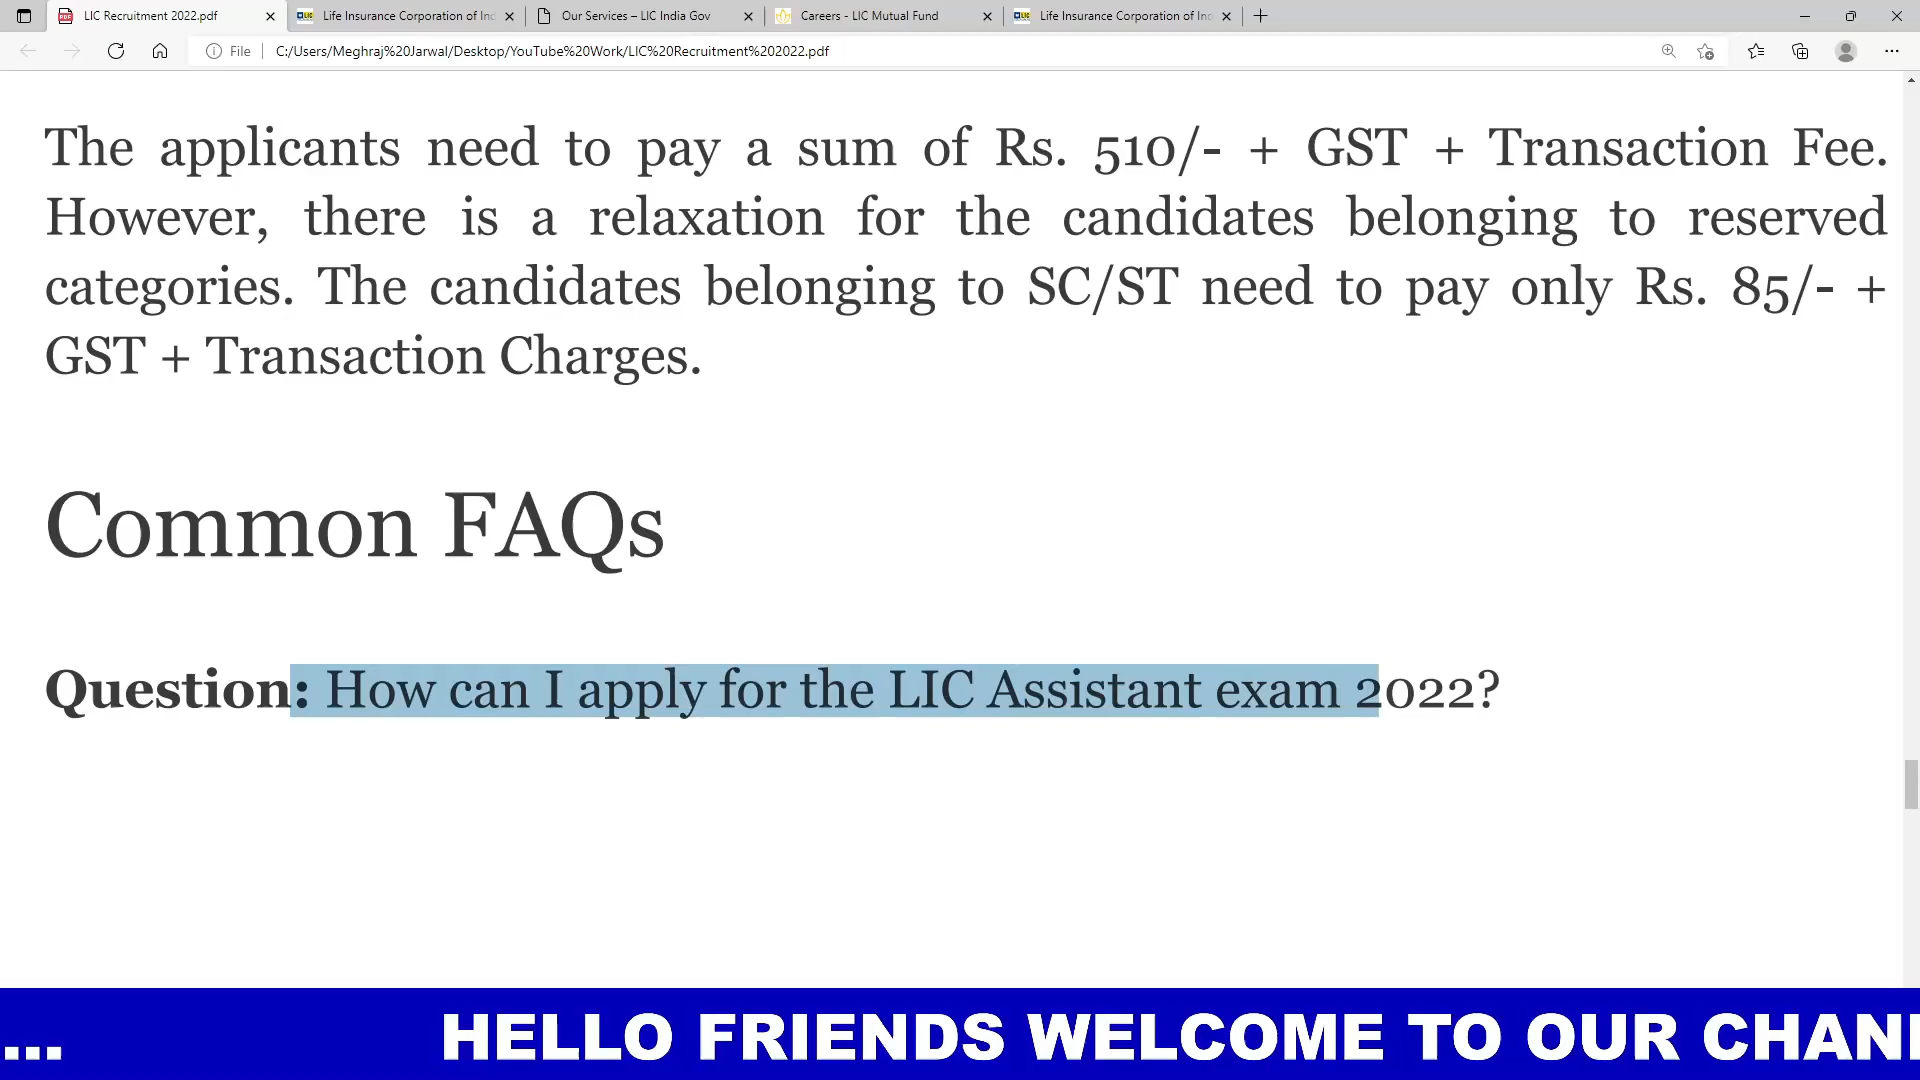 LIC Recruitment 2022.pdf
Life Insurance Corporation of Ind
Our Services – LIC India Gov
Careers - LIC Mutual Fund
Life Insurance Corporation of Ind
File
C:/Users/Meghraj%20Jarwal/Desktop/YouTube%20Work/LIC%20Recruitment%202022.pdf
The applicants need to pay a sum of Rs. 510/- + GST + Transaction Fee.
However, there is a relaxation for the candidates belonging to reserved
categories. The candidates belonging to SC/ST need to pay only Rs. 85/- +
GST + Transaction Charges.
Common FAQs
Question: How can I apply for the LIC Assistant exam 2022?
... HELLO FRIENDS WELCOME TO OUR CHAN